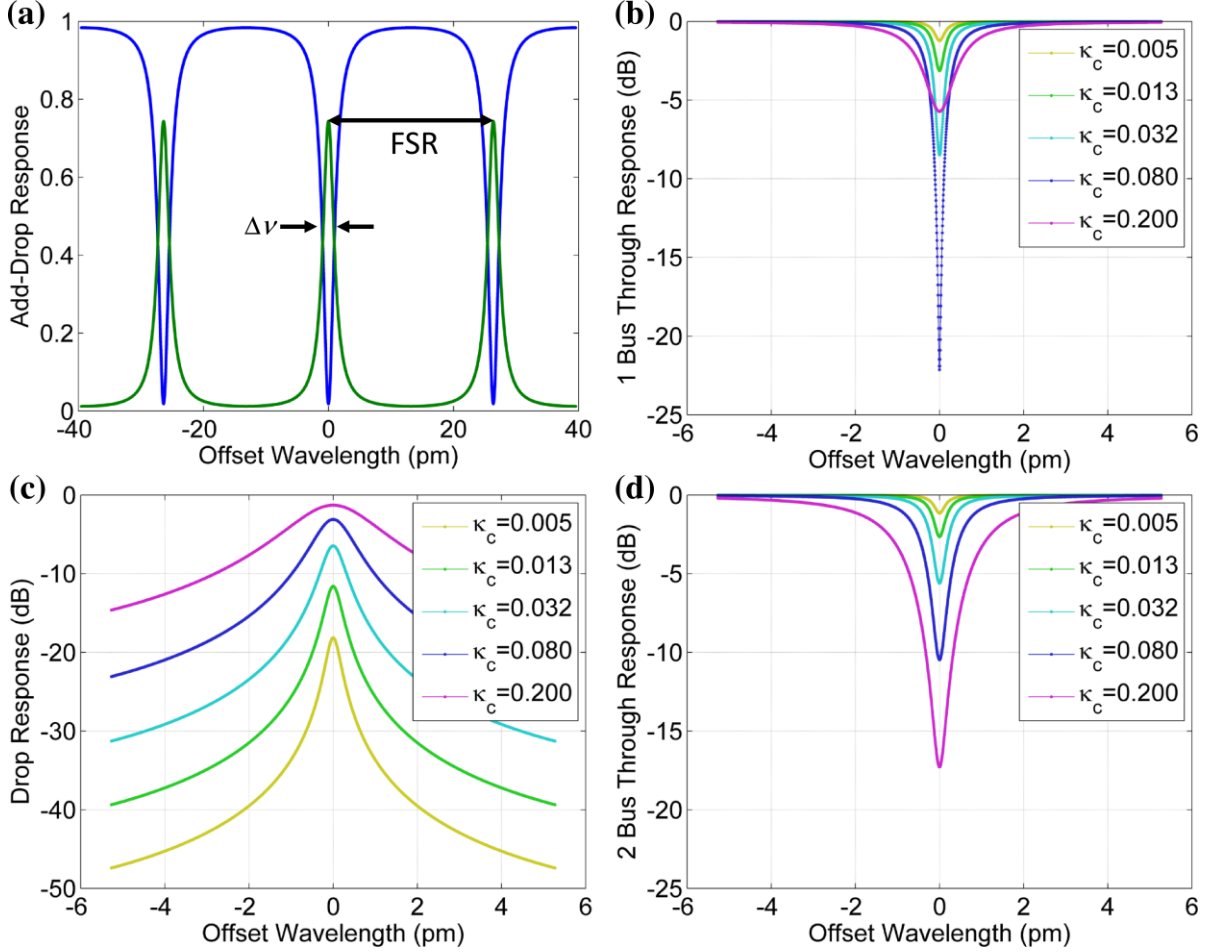 (a)
Add-Drop Response
1
0.8
0.6
0.4
0.2
0
FSR
Δν
-40
-20
0
20
40
Offset Wavelength (pm)
(b)
1 Bus Through Response (dB)
0
-5
-10
-15
-20
-25
κc=0.005
κc=0.013
κc=0.032
κc=0.080
κc=0.200
-6
-4
-2
0
2
4
6
Offset Wavelength (pm)
(c)
Drop Response (dB)
0
-10
-20
-30
-40
-50
κc=0.005
κc=0.013
κc=0.032
κc=0.080
κc=0.200
-6
-4
-2
0
2
4
6
Offset Wavelength (pm)
(d)
2 Bus Through Response (dB)
0
-5
-10
-15
-20
-25
κc=0.005
κc=0.013
κc=0.032
κc=0.080
κc=0.200
-6
-4
-2
0
2
4
6
Offset Wavelength (pm)